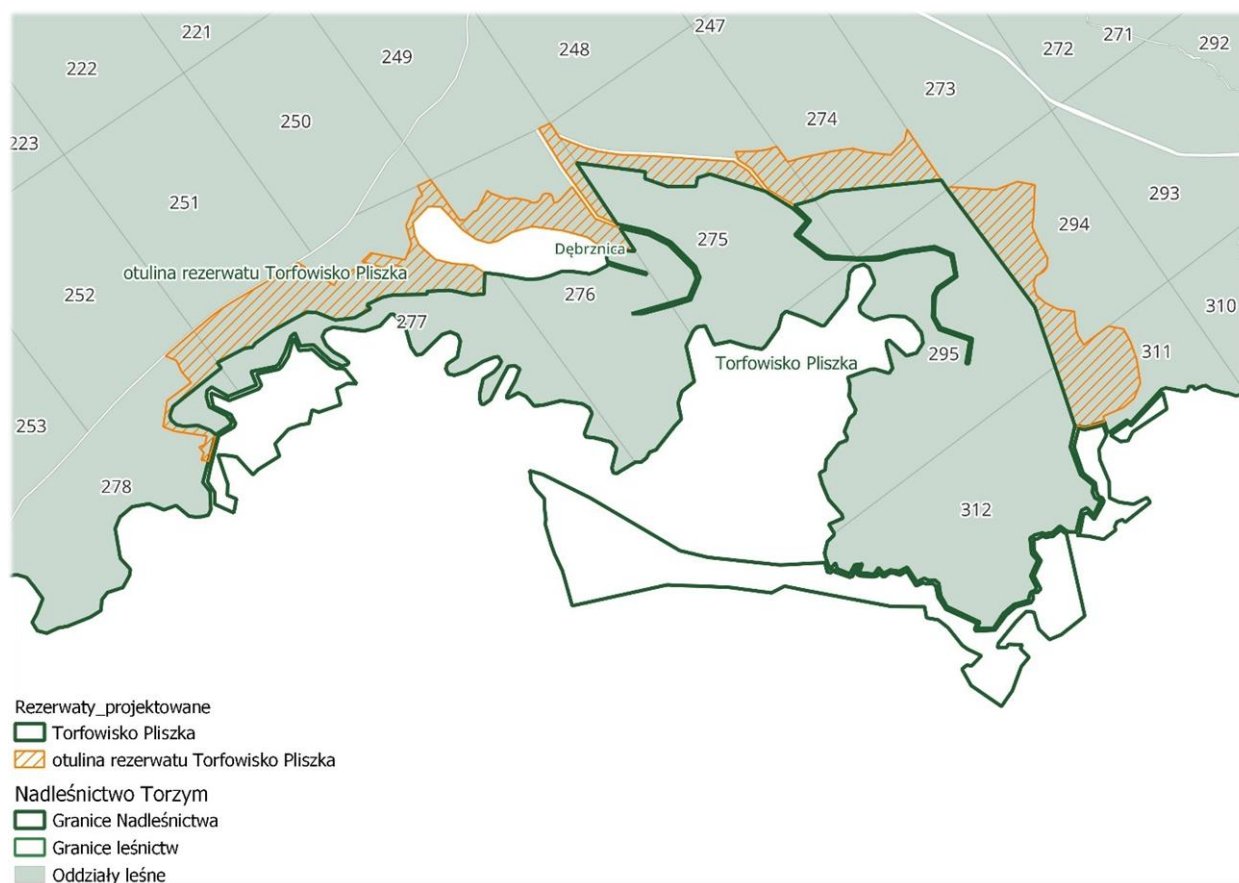 221
247
271
222
249
248
272
292
273
223
250
274
251
293
294
275
Dębrznica
otulina rezerwatu Torfowisko Pliszka
252
276
310
277
311
295
Torfowisko Pliszka
253
278
312
Rezerwaty_projektowane
Torfowisko Pliszka
otulina rezerwatu Torfowisko Pliszka
Nadleśnictwo Torzym
Granice Nadleśnictwa
Granice leśnictw
Oddziały leśne